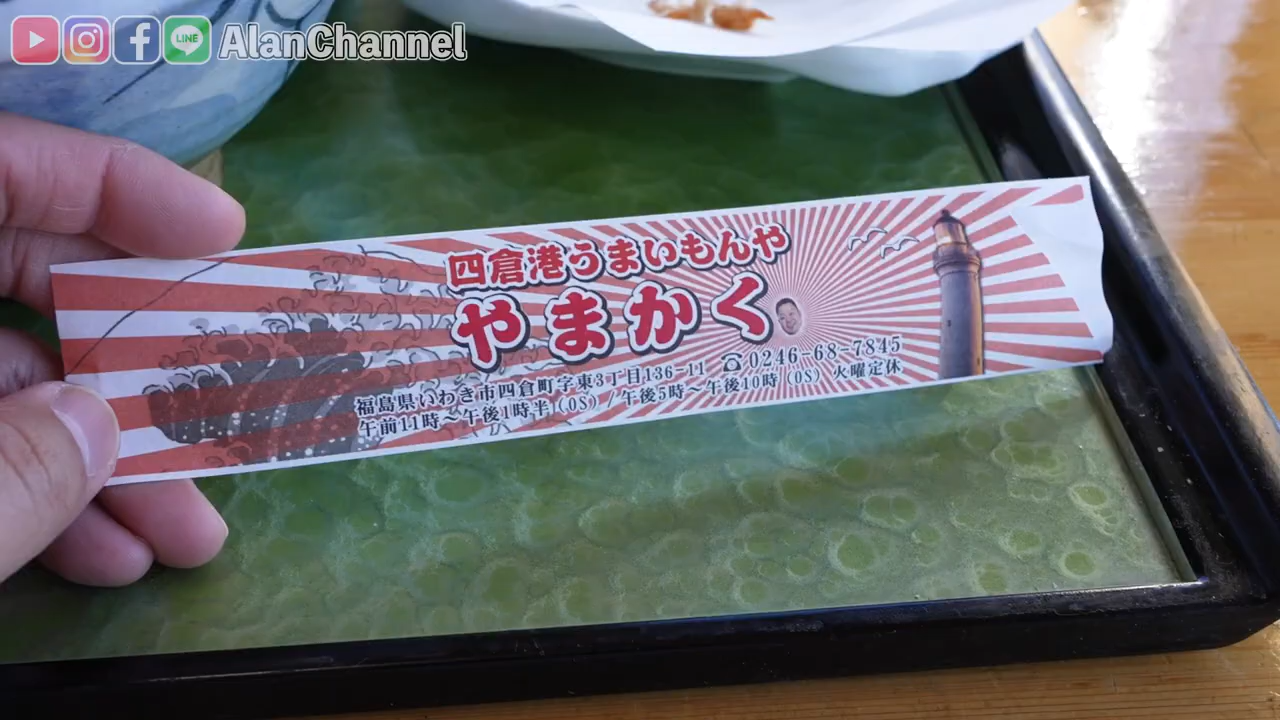 LINE AlanChannel
四倉港うまいもんや
やまかく
福島県いわき市四倉町字東3丁目136-11 ☎0246-68-7845
午前11時〜午後1時半(OS)/午後5時〜午後10時(OS) 火曜定休